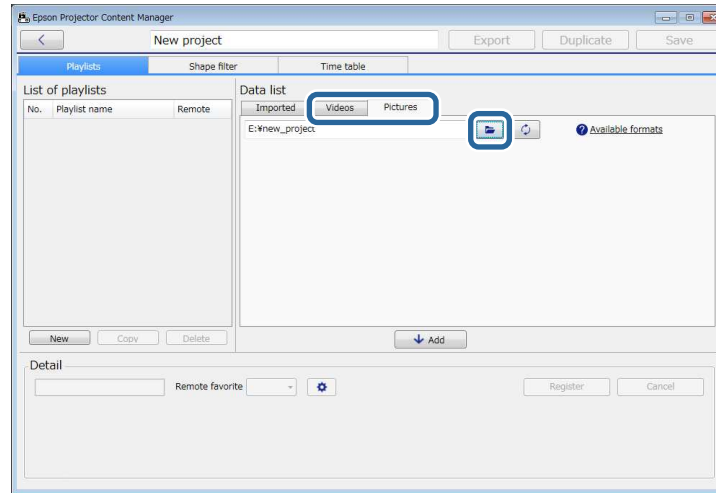 Epson Projector Content Manager
New project
Export
Duplicate
Save
Playlists
Shape filter
Time table
List of playlists
No.
Playlist name
Remote
Data list
Imported
Videos
Pictures
E:¥new_project
Available formats
New
Copy
Delete
Add
Detail
Remote favorite
Register
Cancel